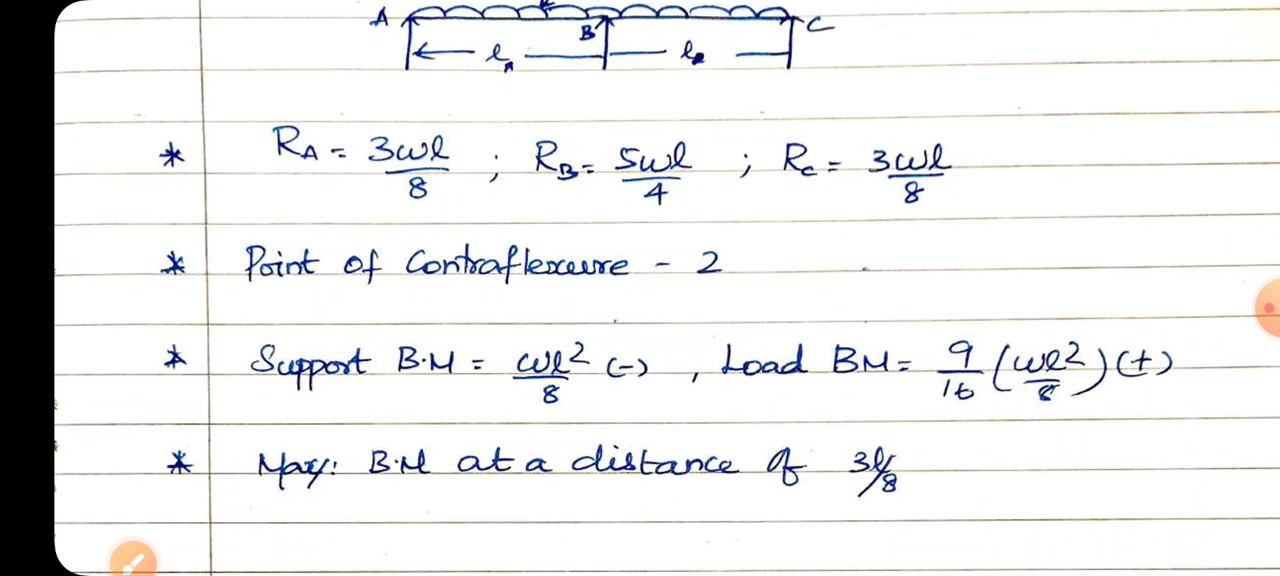 A B C
l₁ l₂
* R_A = 3wl/8 ; R_B = 5wl/4 ; R_C = 3wl/8
* Point of Contraflexeure - 2
* Support B.M = wl²/8 (-) , Load BM = 9/16 (wl²/8) (+)
* Max: B.M at a distance of 3l/8